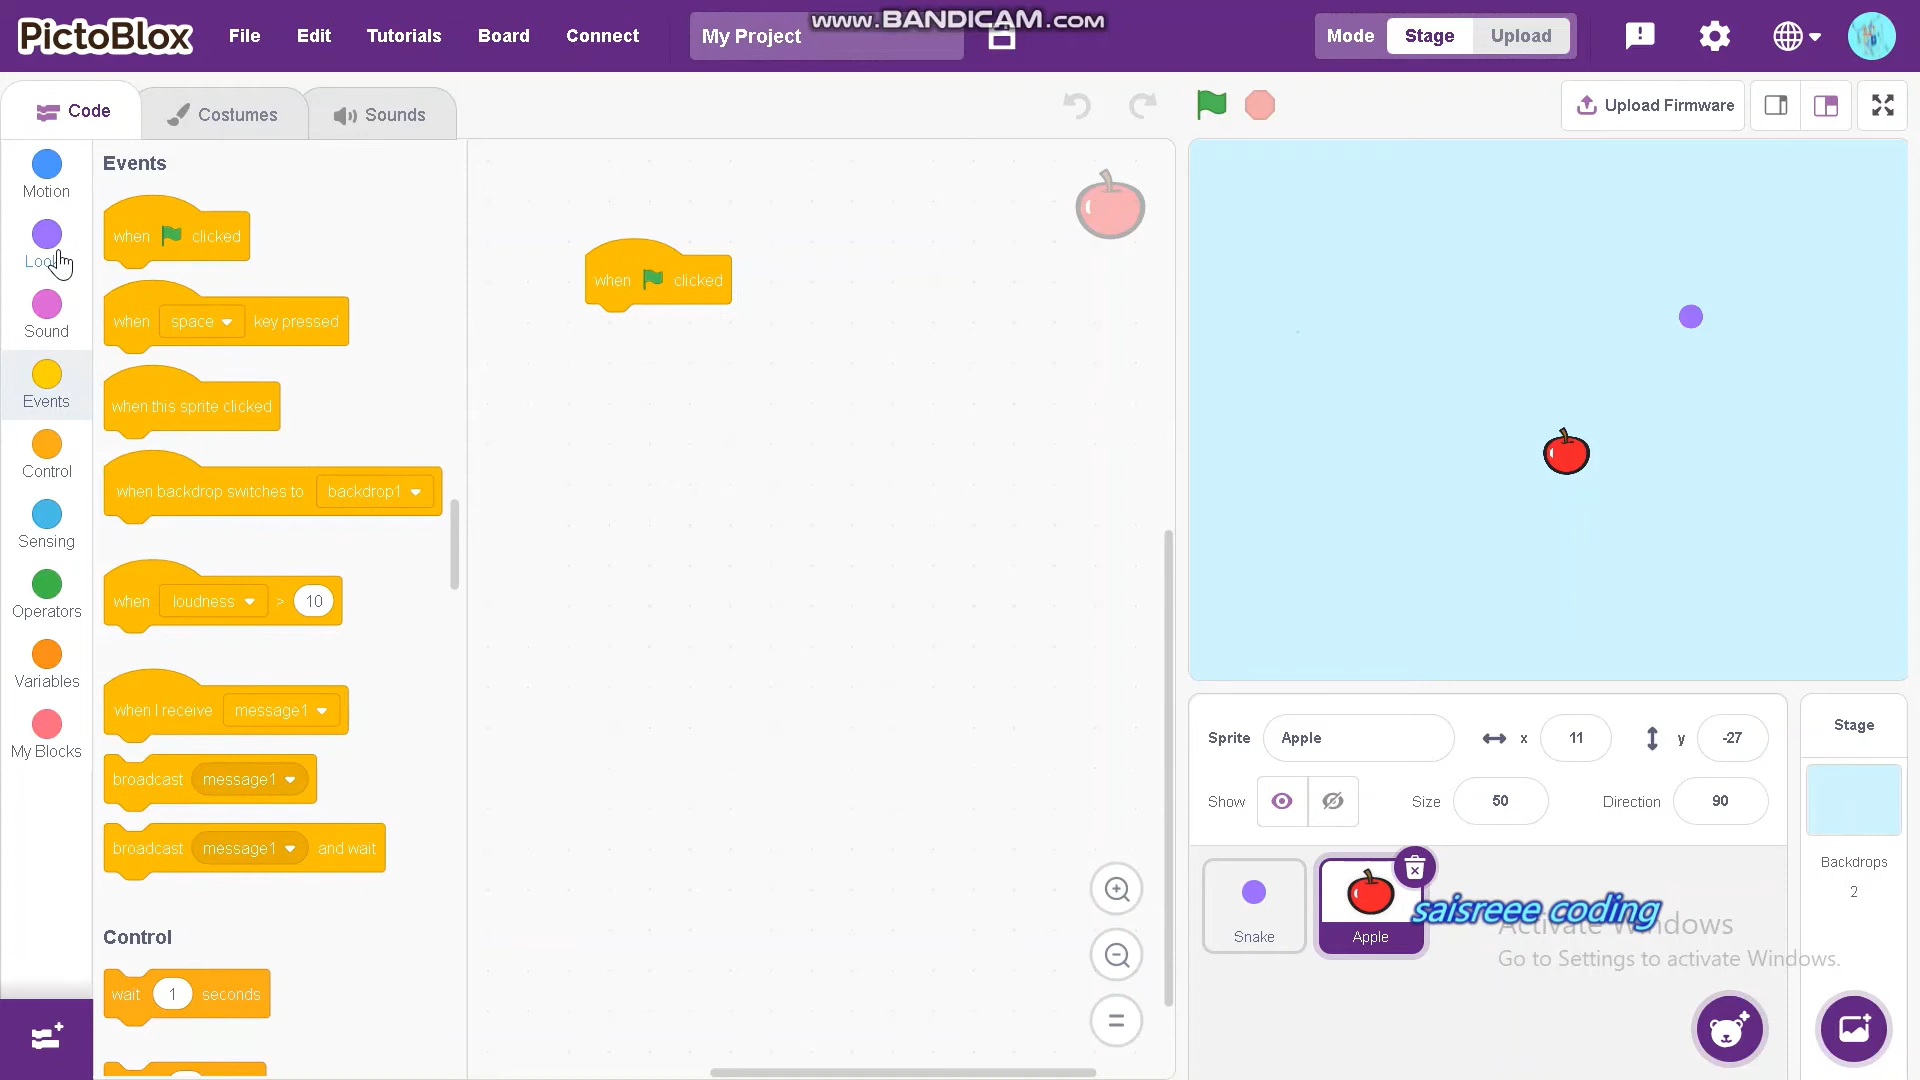 www.BANDICAM.com
PictoBlox File Edit Tutorials Board Connect My Project Mode Stage Upload
Code Costumes Sounds Upload Firmware
Motion
Looks
Sound
Events
Control
Sensing
Operators
Variables
My Blocks
Events
when clicked
when space key pressed
when this sprite clicked
when backdrop switches to backdrop1
when loudness > 10
when I receive message1
broadcast message1
broadcast message1 and wait
Control
wait 1 seconds
when clicked
Sprite Apple x 11 y -27
Show Size 50 Direction 90
Snake
Apple
Stage
Backdrops
2
saisreee coding
Activate Windows
Go to Settings to activate Windows.